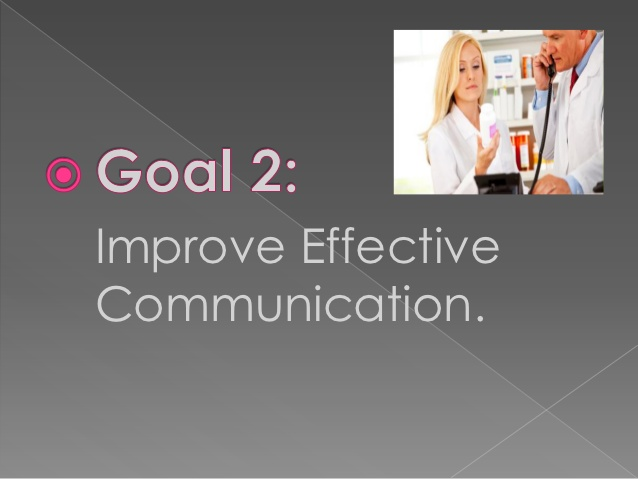 Goal 2:
Improve Effective
Communication.